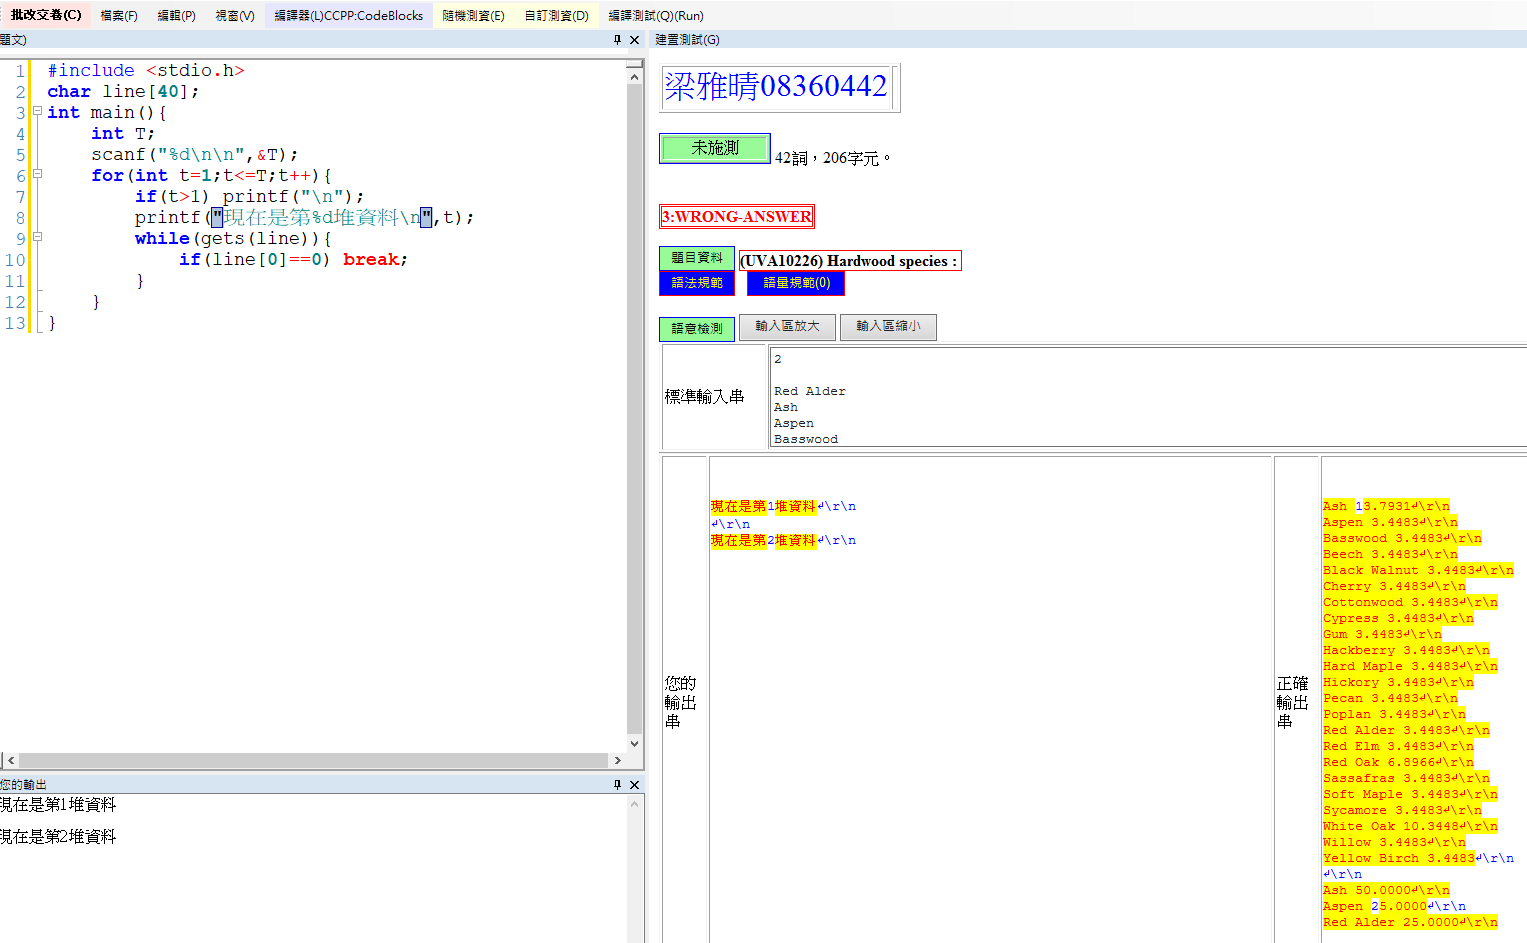 批改交卷(C) 檔案(F) 編輯(P) 視窗(V) 編譯器(L)CCPP:CodeBlocks 隨機測資(E) 自訂測資(D) 編譯測試(Q)(Run)
題文)
1 #include <stdio.h>
2 char line[40];
3 int main(){
4 int T;
5 scanf("%d\n\n",&T);
6 for(int t=1;t<=T;t++){
7 if(t>1) printf("\n");
8 printf("現在是第%d堆資料\n",t);
9 while(gets(line)){
10 if(line[0]==0) break;
11 }
12 }
13 }
您的輸出
現在是第1堆資料
現在是第2堆資料
建置測試(G)
梁雅晴08360442
未施測 42詞，206字元。
3:WRONG-ANSWER
題目資料 (UVA10226) Hardwood species :
語法規範 語量規範(0)
語意檢測 輸入區放大 輸入區縮小
標準輸入串
2
Red Alder
Ash
Aspen
Basswood
您的
輸出
串
現在是第1堆資料↲\r\n
↲\r\n
現在是第2堆資料↲\r\n
正確
輸出
串
Ash 13.7931↲\r\n
Aspen 3.4483↲\r\n
Basswood 3.4483↲\r\n
Beech 3.4483↲\r\n
Black Walnut 3.4483↲\r\n
Cherry 3.4483↲\r\n
Cottonwood 3.4483↲\r\n
Cypress 3.4483↲\r\n
Gum 3.4483↲\r\n
Hackberry 3.4483↲\r\n
Hard Maple 3.4483↲\r\n
Hickory 3.4483↲\r\n
Pecan 3.4483↲\r\n
Poplan 3.4483↲\r\n
Red Alder 3.4483↲\r\n
Red Elm 3.4483↲\r\n
Red Oak 6.8966↲\r\n
Sassafras 3.4483↲\r\n
Soft Maple 3.4483↲\r\n
Sycamore 3.4483↲\r\n
White Oak 10.3448↲\r\n
Willow 3.4483↲\r\n
Yellow Birch 3.4483↲\r\n
↲\r\n
Ash 50.0000↲\r\n
Aspen 25.0000↲\r\n
Red Alder 25.0000↲\r\n